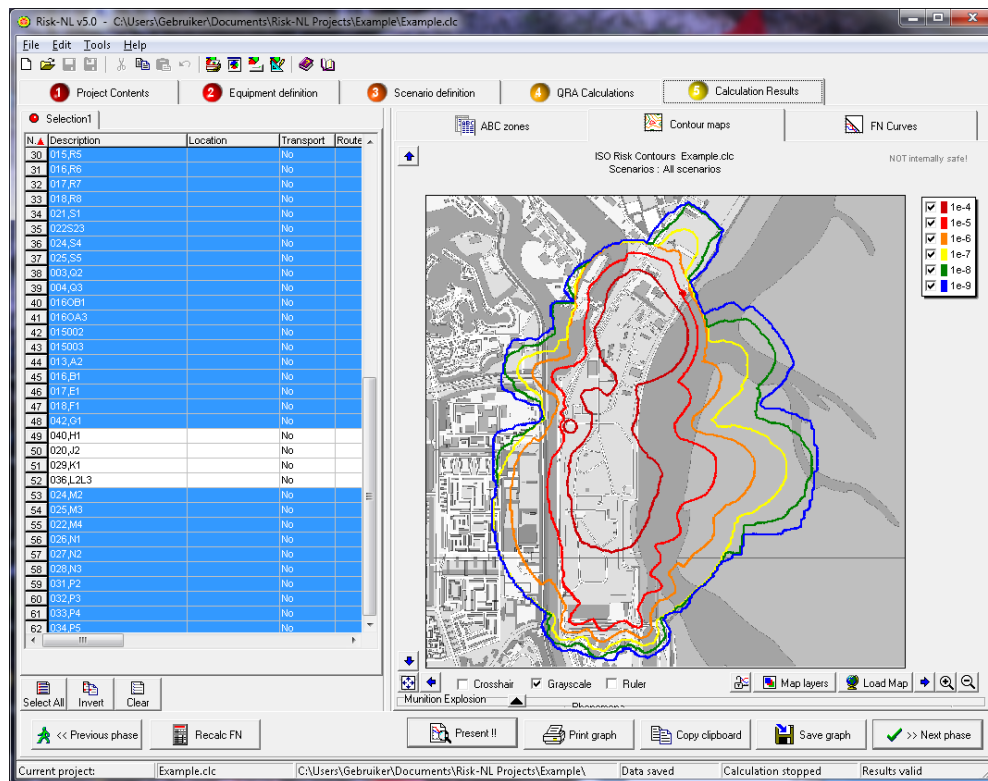 Risk-NL v5.0 - C:\Users\Gebruiker\Documents\Risk-NL Projects\Example\Example.clc
File Edit Tools Help
1 Project Contents 2 Equipment definition 3 Scenario definition 4 QRA Calculations 5 Calculation Results
Selection1
N. Description Location Transport Route
30 015,R5 No
31 016,R6 No
32 017,R7 No
33 018,R8 No
34 021,S1 No
35 022S23 No
36 024,S4 No
37 025,S5 No
38 003,Q2 No
39 004,Q3 No
40 016OB1 No
41 016OA3 No
42 015002 No
43 015003 No
44 013,A2 No
45 016,B1 No
46 017,E1 No
47 018,F1 No
48 042,G1 No
49 040,H1 No
50 020,J2 No
51 029,K1 No
52 036,L2L3 No
53 024,M2 No
54 025,M3 No
55 022,M4 No
56 026,N1 No
57 027,N2 No
58 028,N3 No
59 031,P2 No
60 032,P3 No
61 033,P4 No
62 034,P5 No
Select All Invert Clear
ABC zones Contour maps FN Curves
ISO Risk Contours Example.clc
Scenarios : All scenarios
NOT internally safe!
1e-4
1e-5
1e-6
1e-7
1e-8
1e-9
Crosshair Grayscale Ruler Map layers Load Map
Munition Explosion
Phenomena
<< Previous phase Recalc FN Present !! Print graph Copy clipboard Save graph >> Next phase
Current project: Example.clc C:\Users\Gebruiker\Documents\Risk-NL Projects\Example\ Data saved Calculation stopped Results valid